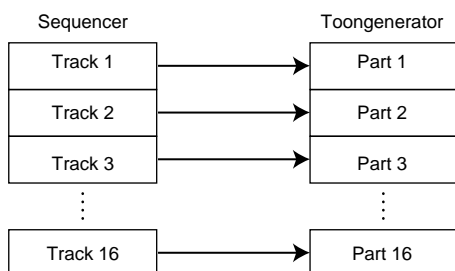 Sequencer Toongenerator
Track 1 Part 1
Track 2 Part 2
Track 3 Part 3
Track 16 Part 16